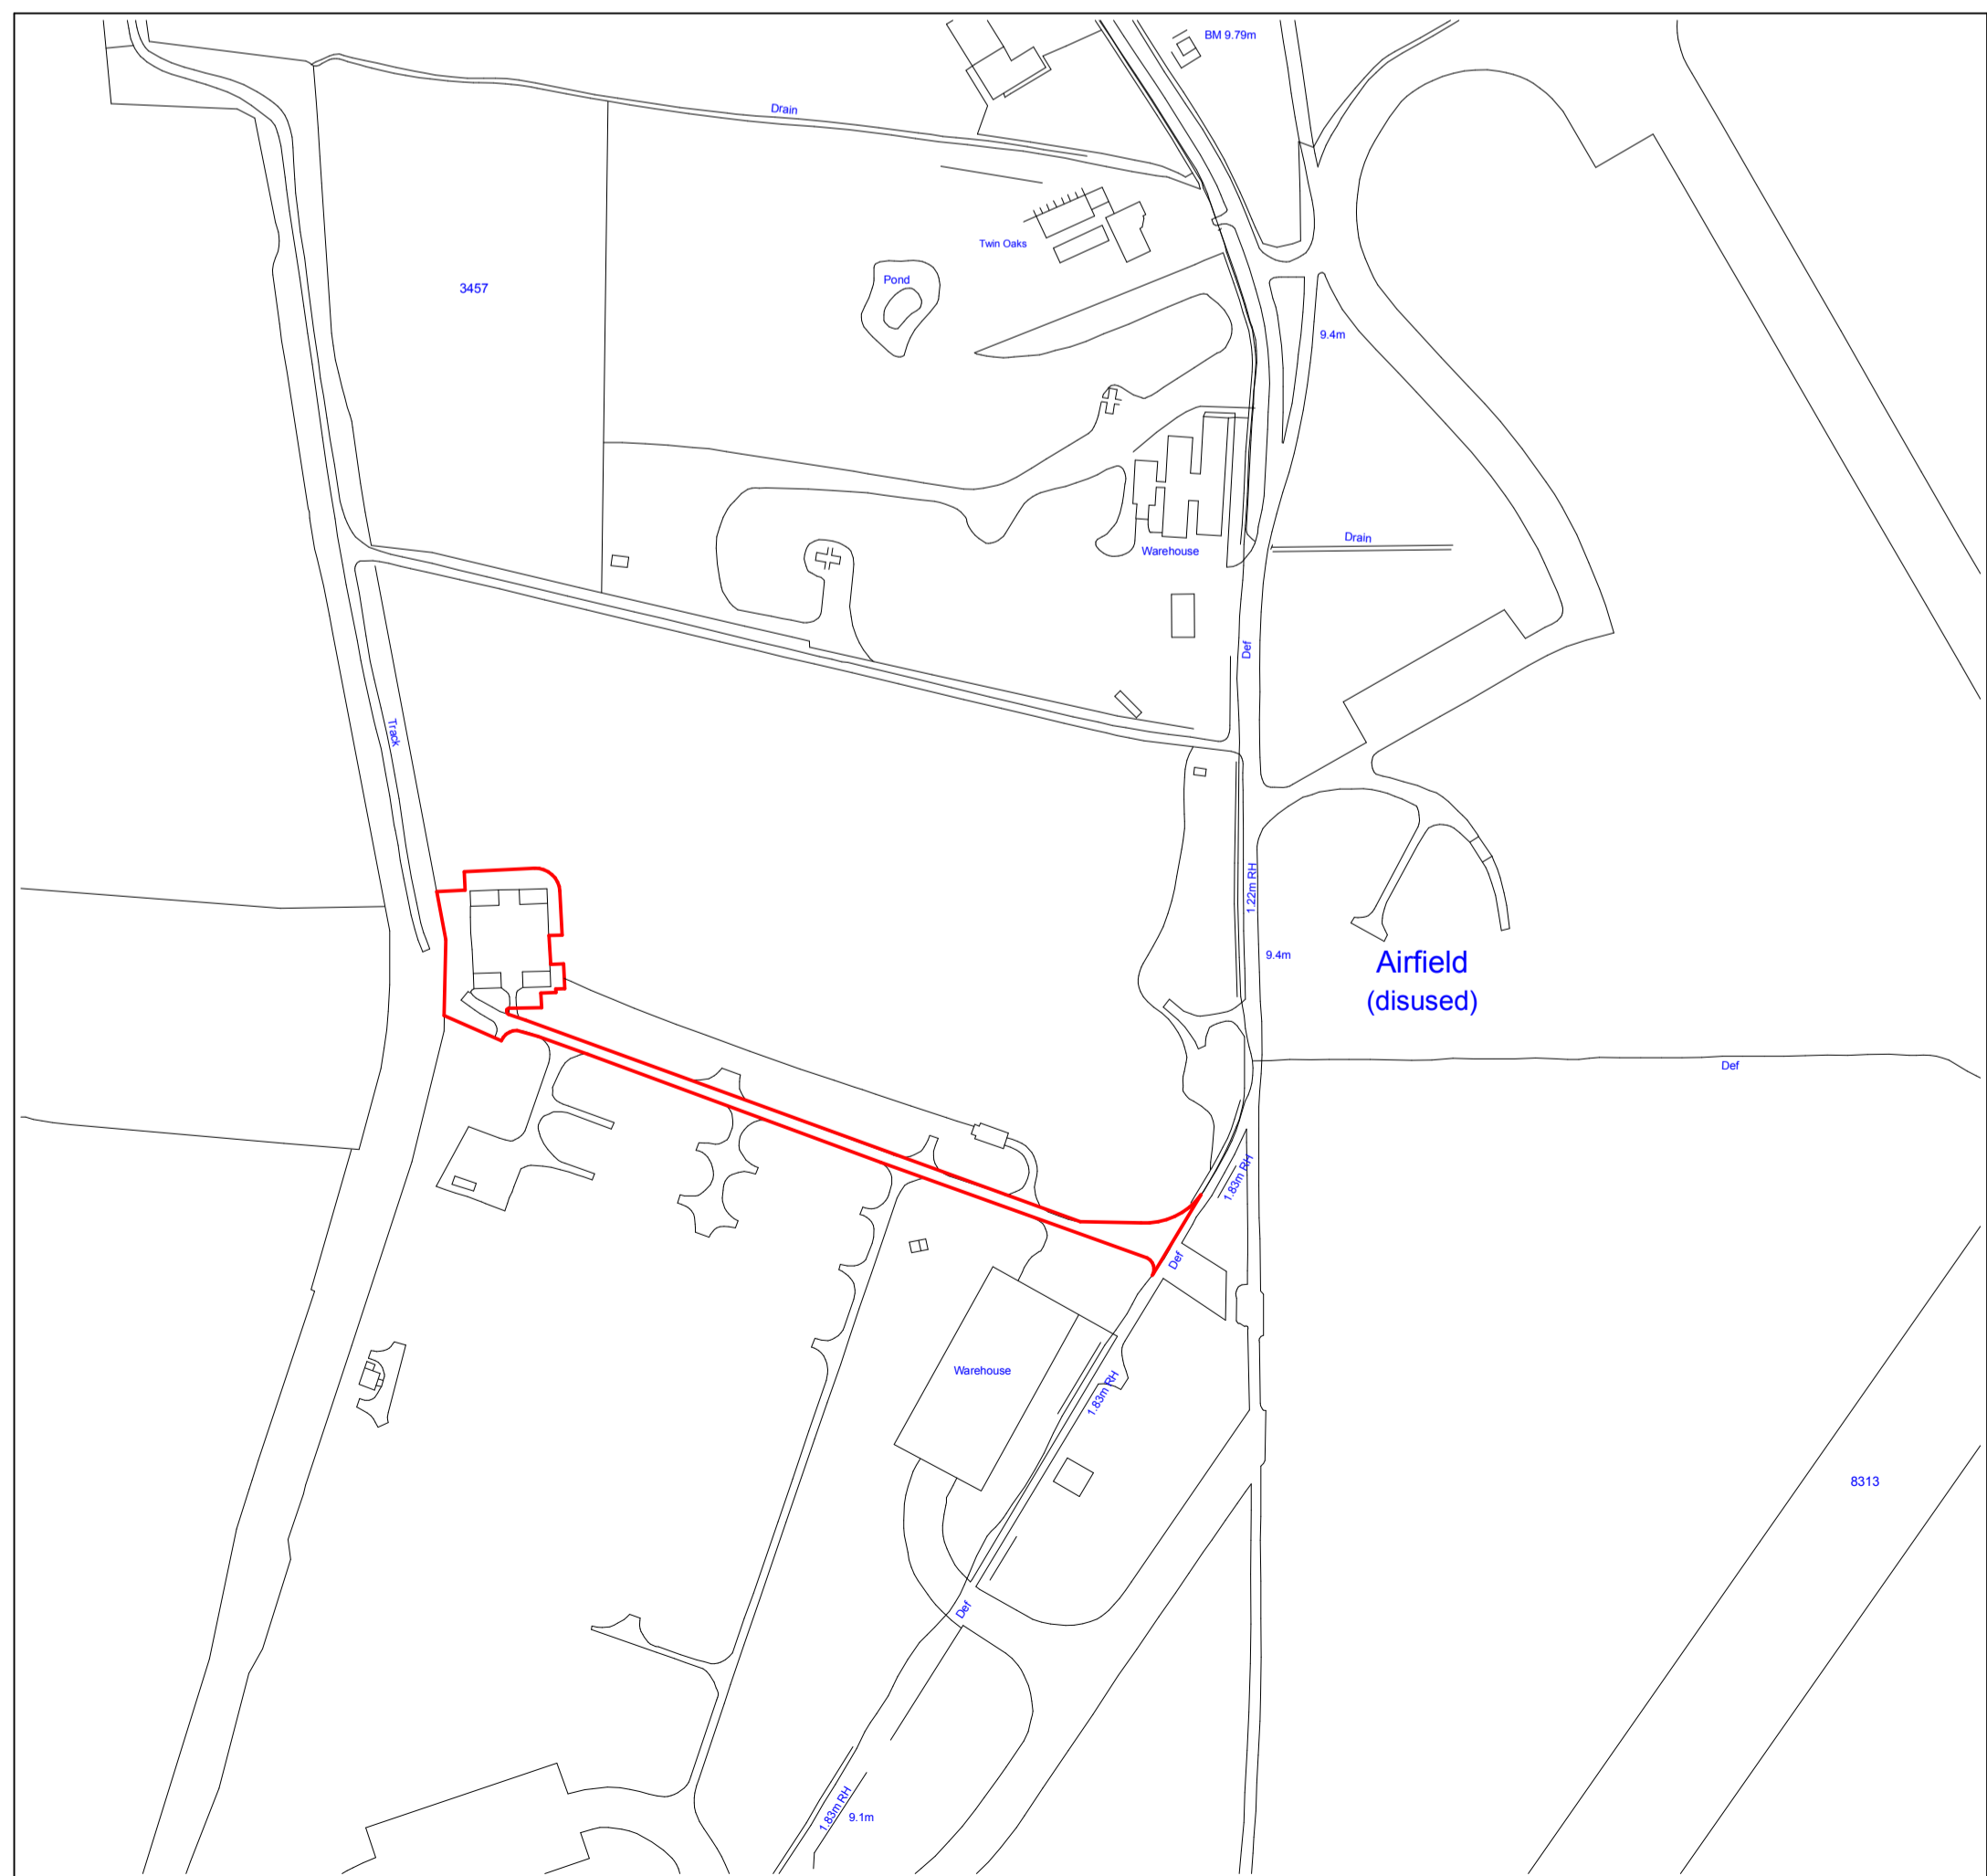 BM 9.79m
Drain
Twin Oaks
Pond
3457
9.4m
Drain
Warehouse
Def
Track
1.22m RH
9.4m
Airfield
(disused)
Def
1.83m RH
Def
Warehouse
1.83m RH
8313
Def
1.83m RH
9.1m